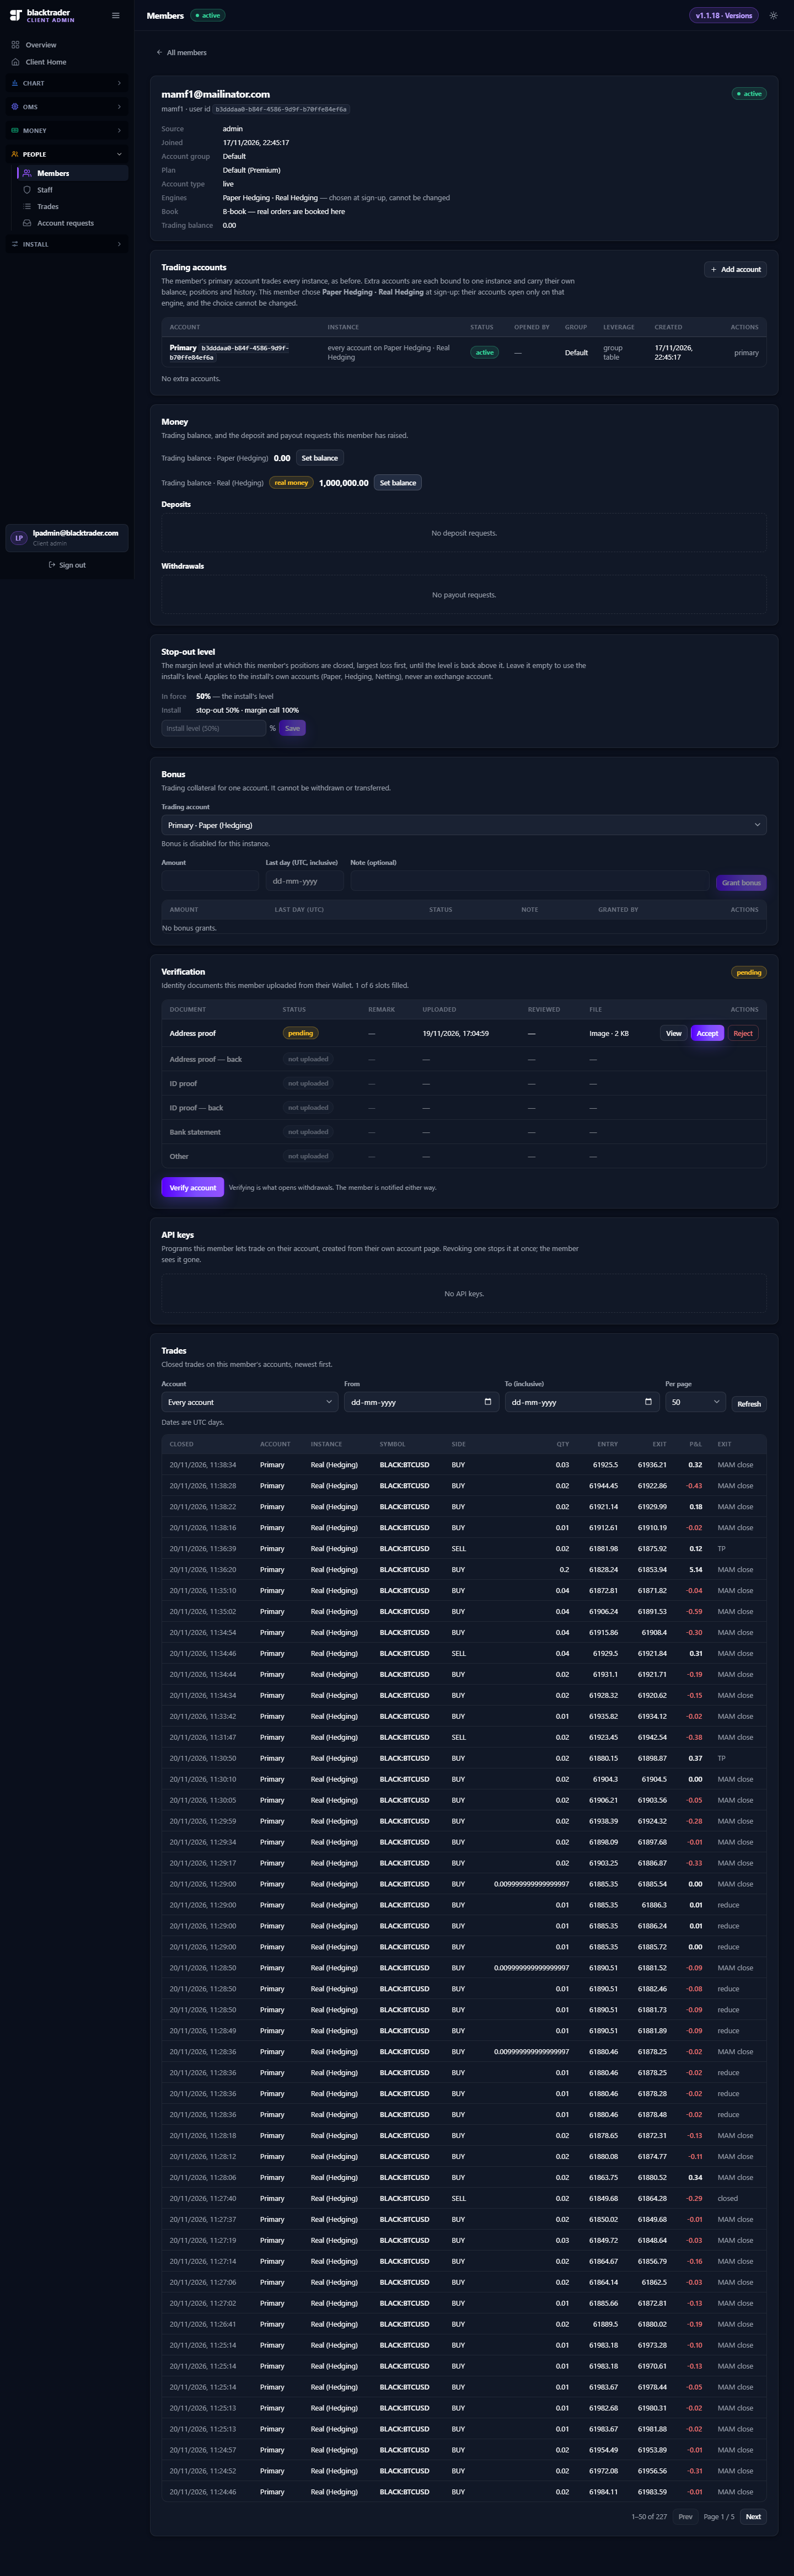 blacktrader
CLIENT ADMIN
Overview
Client Home
CHART
OMS
MONEY
PEOPLE
Members
Staff
Trades
Account requests
INSTALL
LP
lpadmin@blacktrader.com
Client admin
Sign out
Members active
v1.1.18 · Versions
← All members
mamf1@mailinator.com
active
mamf1 · user id b3dddaa0-b84f-4586-9d9f-b70ffe84ef6a
Source admin
Joined 17/11/2026, 22:45:17
Account group Default
Plan Default (Premium)
Account type live
Engines Paper Hedging · Real Hedging — chosen at sign-up, cannot be changed
Book B-book — real orders are booked here
Trading balance 0.00
Trading accounts
+ Add account
The member's primary account trades every instance, as before. Extra accounts are each bound to one instance and carry their own
balance, positions and history. This member chose Paper Hedging · Real Hedging at sign-up: their accounts open only on that
engine, and the choice cannot be changed.
ACCOUNT INSTANCE STATUS OPENED BY GROUP LEVERAGE CREATED ACTIONS
Primary b3dddaa0-b84f-4586-9d9f-
b70ffe84ef6a
every account on Paper Hedging · Real
Hedging
active — Default
group
table
17/11/2026,
22:45:17
primary
No extra accounts.
Money
Trading balance, and the deposit and payout requests this member has raised.
Trading balance · Paper (Hedging) 0.00 Set balance
Trading balance · Real (Hedging) real money 1,000,000.00 Set balance
Deposits
No deposit requests.
Withdrawals
No payout requests.
Stop-out level
The margin level at which this member's positions are closed, largest loss first, until the level is back above it. Leave it empty to use the
install's level. Applies to the install's own accounts (Paper, Hedging, Netting), never an exchange account.
In force 50% — the install's level
Install stop-out 50% · margin call 100%
install level (50%) % Save
Bonus
Trading collateral for one account. It cannot be withdrawn or transferred.
Trading account
Primary · Paper (Hedging)
Bonus is disabled for this instance.
Amount Last day (UTC, inclusive) Note (optional)
dd-mm-yyyy Grant bonus
AMOUNT LAST DAY (UTC) STATUS NOTE GRANTED BY ACTIONS
No bonus grants.
Verification
pending
Identity documents this member uploaded from their Wallet. 1 of 6 slots filled.
DOCUMENT STATUS REMARK UPLOADED REVIEWED FILE ACTIONS
Address proof pending — 19/11/2026, 17:04:59 — Image · 2 KB View Accept Reject
Address proof — back not uploaded — — — —
ID proof not uploaded — — — —
ID proof — back not uploaded — — — —
Bank statement not uploaded — — — —
Other not uploaded — — — —
Verify account Verifying is what opens withdrawals. The member is notified either way.
API keys
Programs this member lets trade on their account, created from their own account page. Revoking one stops it at once; the member
sees it gone.
No API keys.
Trades
Closed trades on this member's accounts, newest first.
Account From To (inclusive) Per page
Every account dd-mm-yyyy dd-mm-yyyy 50 Refresh
Dates are UTC days.
CLOSED ACCOUNT INSTANCE SYMBOL SIDE QTY ENTRY EXIT P&L EXIT
20/11/2026, 11:38:34 Primary Real (Hedging) BLACK:BTCUSD BUY 0.03 61925.5 61936.21 0.32 MAM close
20/11/2026, 11:38:28 Primary Real (Hedging) BLACK:BTCUSD BUY 0.02 61944.45 61922.86 -0.43 MAM close
20/11/2026, 11:38:22 Primary Real (Hedging) BLACK:BTCUSD BUY 0.02 61921.14 61929.99 0.18 MAM close
20/11/2026, 11:38:16 Primary Real (Hedging) BLACK:BTCUSD BUY 0.01 61912.61 61910.19 -0.02 MAM close
20/11/2026, 11:36:39 Primary Real (Hedging) BLACK:BTCUSD SELL 0.02 61881.98 61875.92 0.12 TP
20/11/2026, 11:36:20 Primary Real (Hedging) BLACK:BTCUSD BUY 0.2 61828.24 61853.94 5.14 MAM close
20/11/2026, 11:35:10 Primary Real (Hedging) BLACK:BTCUSD BUY 0.04 61872.81 61871.82 -0.04 MAM close
20/11/2026, 11:35:02 Primary Real (Hedging) BLACK:BTCUSD BUY 0.04 61906.24 61891.53 -0.59 MAM close
20/11/2026, 11:34:54 Primary Real (Hedging) BLACK:BTCUSD BUY 0.04 61915.86 61908.4 -0.30 MAM close
20/11/2026, 11:34:46 Primary Real (Hedging) BLACK:BTCUSD SELL 0.04 61929.5 61921.84 0.31 MAM close
20/11/2026, 11:34:44 Primary Real (Hedging) BLACK:BTCUSD BUY 0.02 61931.1 61921.71 -0.19 MAM close
20/11/2026, 11:34:34 Primary Real (Hedging) BLACK:BTCUSD BUY 0.02 61928.32 61920.62 -0.15 MAM close
20/11/2026, 11:33:42 Primary Real (Hedging) BLACK:BTCUSD BUY 0.01 61935.82 61934.12 -0.02 MAM close
20/11/2026, 11:31:47 Primary Real (Hedging) BLACK:BTCUSD SELL 0.02 61923.45 61942.54 -0.38 MAM close
20/11/2026, 11:30:50 Primary Real (Hedging) BLACK:BTCUSD BUY 0.02 61880.15 61898.87 0.37 TP
20/11/2026, 11:30:10 Primary Real (Hedging) BLACK:BTCUSD BUY 0.02 61904.3 61904.5 0.00 MAM close
20/11/2026, 11:30:05 Primary Real (Hedging) BLACK:BTCUSD BUY 0.02 61906.21 61903.56 -0.05 MAM close
20/11/2026, 11:29:59 Primary Real (Hedging) BLACK:BTCUSD BUY 0.02 61938.39 61924.32 -0.28 MAM close
20/11/2026, 11:29:34 Primary Real (Hedging) BLACK:BTCUSD BUY 0.02 61898.09 61897.68 -0.01 MAM close
20/11/2026, 11:29:17 Primary Real (Hedging) BLACK:BTCUSD BUY 0.02 61903.25 61886.87 -0.33 MAM close
20/11/2026, 11:29:00 Primary Real (Hedging) BLACK:BTCUSD BUY 0.009999999999999997 61885.35 61885.54 0.00 MAM close
20/11/2026, 11:29:00 Primary Real (Hedging) BLACK:BTCUSD BUY 0.01 61885.35 61886.3 0.01 reduce
20/11/2026, 11:29:00 Primary Real (Hedging) BLACK:BTCUSD BUY 0.01 61885.35 61886.24 0.01 reduce
20/11/2026, 11:29:00 Primary Real (Hedging) BLACK:BTCUSD BUY 0.01 61885.35 61885.72 0.00 reduce
20/11/2026, 11:28:50 Primary Real (Hedging) BLACK:BTCUSD BUY 0.009999999999999997 61890.51 61881.52 -0.09 MAM close
20/11/2026, 11:28:50 Primary Real (Hedging) BLACK:BTCUSD BUY 0.01 61890.51 61882.46 -0.08 reduce
20/11/2026, 11:28:50 Primary Real (Hedging) BLACK:BTCUSD BUY 0.01 61890.51 61881.73 -0.09 reduce
20/11/2026, 11:28:49 Primary Real (Hedging) BLACK:BTCUSD BUY 0.01 61890.51 61881.89 -0.09 reduce
20/11/2026, 11:28:36 Primary Real (Hedging) BLACK:BTCUSD BUY 0.009999999999999997 61880.46 61878.25 -0.02 MAM close
20/11/2026, 11:28:36 Primary Real (Hedging) BLACK:BTCUSD BUY 0.01 61880.46 61878.25 -0.02 reduce
20/11/2026, 11:28:36 Primary Real (Hedging) BLACK:BTCUSD BUY 0.01 61880.46 61878.28 -0.02 reduce
20/11/2026, 11:28:36 Primary Real (Hedging) BLACK:BTCUSD BUY 0.01 61880.46 61878.48 -0.02 reduce
20/11/2026, 11:28:18 Primary Real (Hedging) BLACK:BTCUSD BUY 0.02 61878.65 61872.31 -0.13 MAM close
20/11/2026, 11:28:12 Primary Real (Hedging) BLACK:BTCUSD BUY 0.02 61880.08 61874.77 -0.11 MAM close
20/11/2026, 11:28:06 Primary Real (Hedging) BLACK:BTCUSD BUY 0.02 61863.75 61880.52 0.34 MAM close
20/11/2026, 11:27:40 Primary Real (Hedging) BLACK:BTCUSD SELL 0.02 61849.68 61864.28 -0.29 closed
20/11/2026, 11:27:37 Primary Real (Hedging) BLACK:BTCUSD BUY 0.02 61850.02 61849.68 -0.01 MAM close
20/11/2026, 11:27:19 Primary Real (Hedging) BLACK:BTCUSD BUY 0.03 61849.72 61848.64 -0.03 MAM close
20/11/2026, 11:27:14 Primary Real (Hedging) BLACK:BTCUSD BUY 0.02 61864.67 61856.79 -0.16 MAM close
20/11/2026, 11:27:06 Primary Real (Hedging) BLACK:BTCUSD BUY 0.02 61864.14 61862.5 -0.03 MAM close
20/11/2026, 11:27:02 Primary Real (Hedging) BLACK:BTCUSD BUY 0.01 61885.66 61872.81 -0.13 MAM close
20/11/2026, 11:26:41 Primary Real (Hedging) BLACK:BTCUSD BUY 0.02 61889.5 61880.02 -0.19 MAM close
20/11/2026, 11:25:14 Primary Real (Hedging) BLACK:BTCUSD BUY 0.01 61983.18 61973.28 -0.10 MAM close
20/11/2026, 11:25:14 Primary Real (Hedging) BLACK:BTCUSD BUY 0.01 61983.18 61970.61 -0.13 MAM close
20/11/2026, 11:25:14 Primary Real (Hedging) BLACK:BTCUSD BUY 0.01 61983.67 61978.44 -0.05 MAM close
20/11/2026, 11:25:13 Primary Real (Hedging) BLACK:BTCUSD BUY 0.01 61982.68 61980.31 -0.02 MAM close
20/11/2026, 11:25:13 Primary Real (Hedging) BLACK:BTCUSD BUY 0.01 61983.67 61981.88 -0.02 MAM close
20/11/2026, 11:24:57 Primary Real (Hedging) BLACK:BTCUSD BUY 0.02 61954.49 61953.89 -0.01 MAM close
20/11/2026, 11:24:52 Primary Real (Hedging) BLACK:BTCUSD BUY 0.02 61972.08 61956.56 -0.31 MAM close
20/11/2026, 11:24:46 Primary Real (Hedging) BLACK:BTCUSD BUY 0.02 61984.11 61983.59 -0.01 MAM close
1–50 of 227 Prev Page 1 / 5 Next